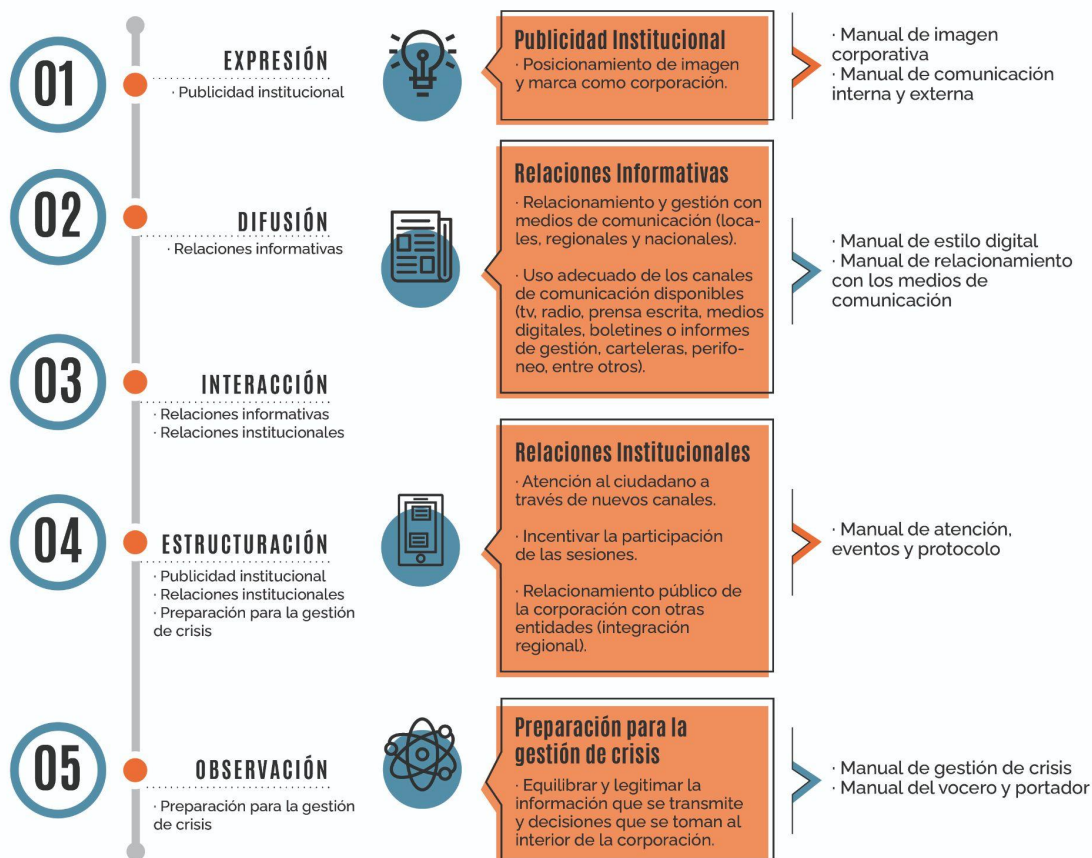 01
EXPRESIÓN
· Publicidad institucional
02
DIFUSIÓN
· Relaciones informativas
03
INTERACCIÓN
· Relaciones informativas
· Relaciones institucionales
04
ESTRUCTURACIÓN
· Publicidad institucional
· Relaciones institucionales
· Preparación para la gestión
de crisis
05
OBSERVACIÓN
· Preparación para la gestión
de crisis
Publicidad Institucional
· Posicionamiento de imagen
y marca como corporación.
· Manual de imagen
corporativa
· Manual de comunicación
interna y externa
Relaciones Informativas
· Relacionamiento y gestión con
medios de comunicación (loca-
les, regionales y nacionales).
· Uso adecuado de los canales
de comunicación disponibles
(tv, radio, prensa escrita, medios
digitales, boletines o informes
de gestión, carteleras, perifo-
neo, entre otros).
· Manual de estilo digital
· Manual de relacionamiento
con los medios de
comunicación
Relaciones Institucionales
· Atención al ciudadano a
través de nuevos canales.
· Incentivar la participación
de las sesiones.
· Relacionamiento público de
la corporación con otras
entidades (integración
regional).
· Manual de atención,
eventos y protocolo
Preparación para la
gestión de crisis
· Equilibrar y legitimar la
información que se transmite
y decisiones que se toman al
interior de la corporación.
· Manual de gestión de crisis
· Manual del vocero y portador